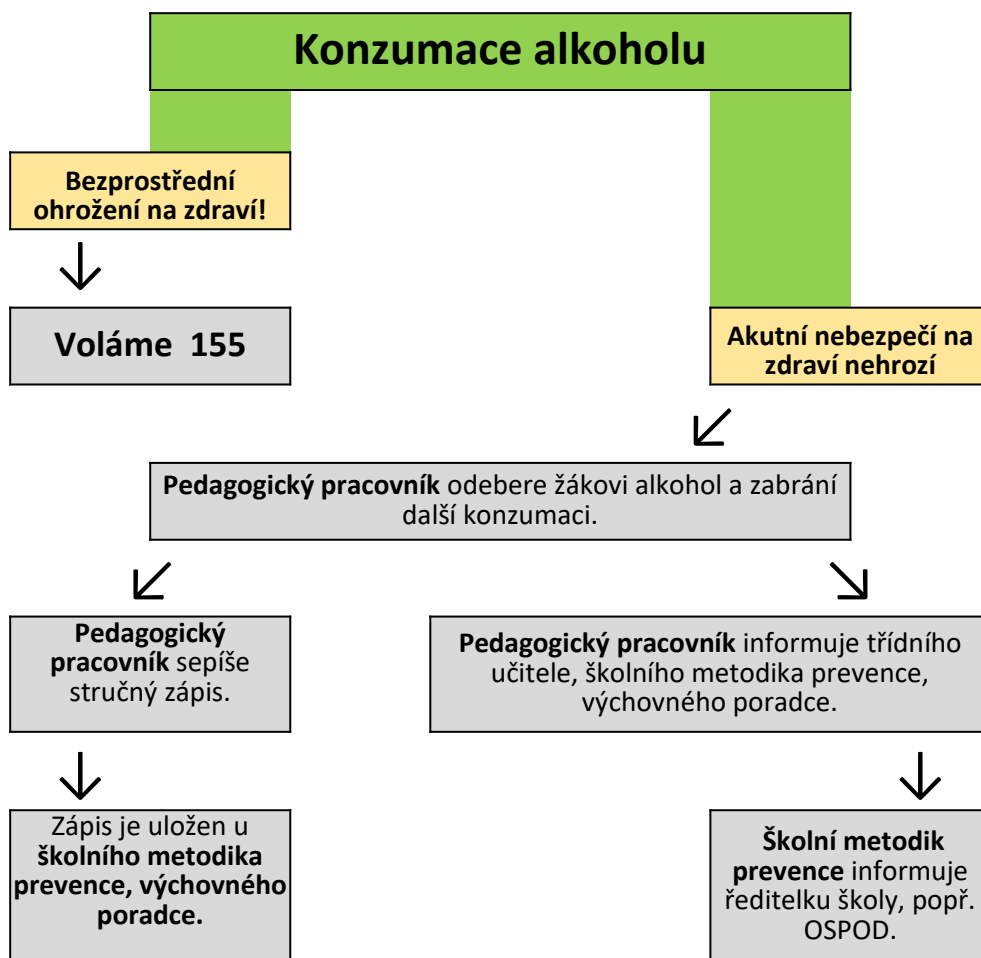 Konzumace alkoholu
Bezprostřední
ohrožení na zdraví!
Voláme 155
Akutní nebezpečí na
zdraví nehrozí
Pedagogický pracovník odebere žákovi alkohol a zabrání
další konzumaci.
Pedagogický
pracovník sepíše
stručný zápis.
Pedagogický pracovník informuje třídního
učitele, školního metodika prevence,
výchovného poradce.
Zápis je uložen u
školního metodika
prevence, výchovného
poradce.
Školní metodik
prevence informuje
ředitelku školy, popř.
OSPOD.